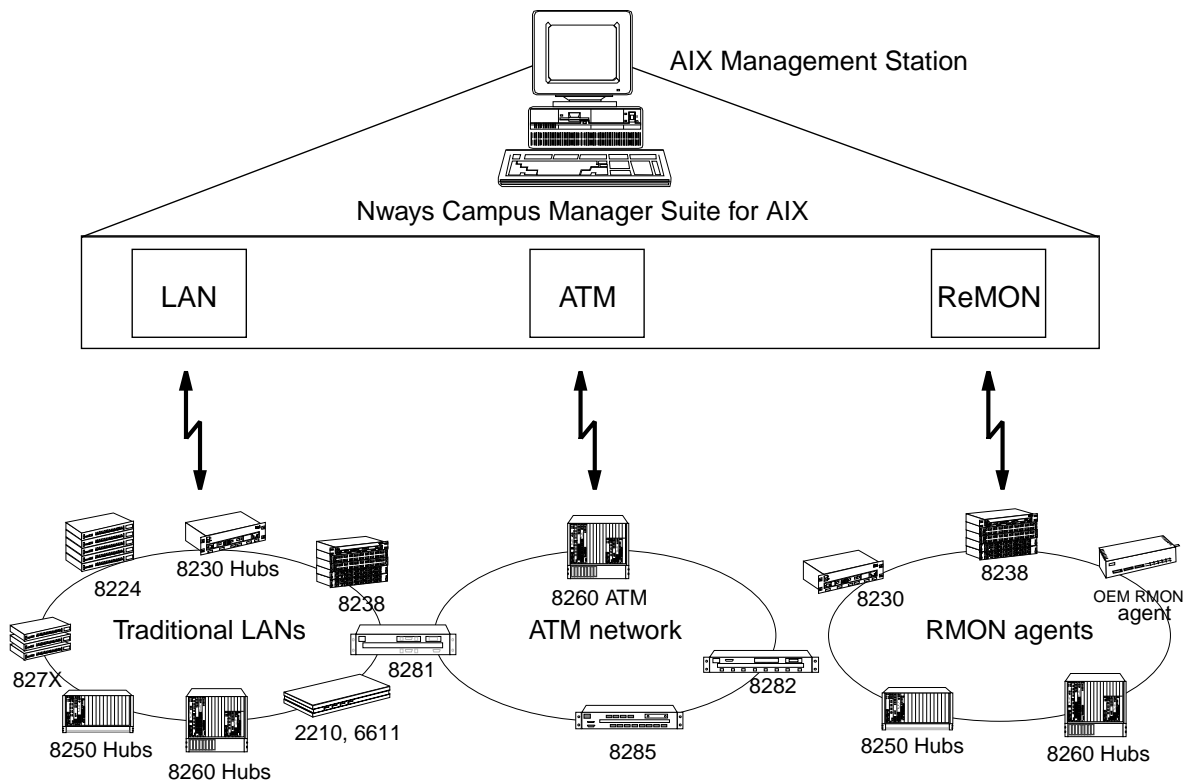 AIX Management Station
Nways Campus Manager Suite for AIX
LAN
ATM
ReMON
8224
8230 Hubs
8238
Traditional LANs
827X
8250 Hubs
8260 Hubs
2210, 6611
8281
8260 ATM
ATM network
8282
8285
8230
8238
OEM RMON
agent
RMON agents
8250 Hubs
8260 Hubs